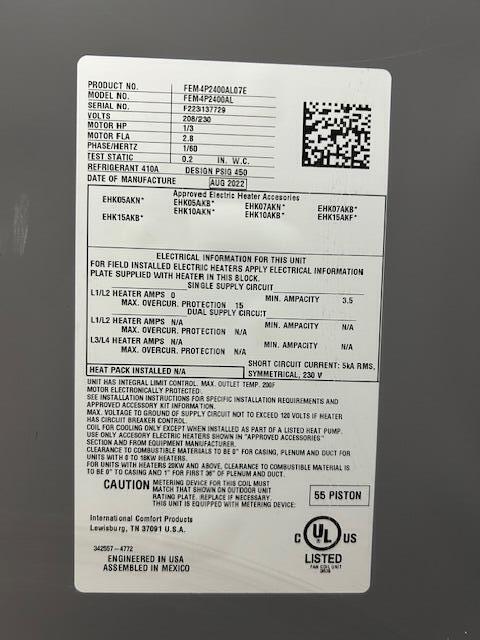 PRODUCT NO. FEM-4P2400AL07E
MODEL NO. FEM-4P2400AL
SERIAL NO. F223137729
VOLTS 208/230
MOTOR HP 1/3
MOTOR FLA 2.8
PHASE/HERTZ 1/60
TEST STATIC 0.2 IN. W.C.
REFRIGERANT 410A DESIGN PSIG 450
DATE OF MANUFACTURE AUG 2022
Approved Electric Heater Accesories
EHK05AKN* EHK05AKB* EHK07AKN* EHK07AKB*
EHK15AKB* EHK10AKN* EHK10AKB* EHK15AKF*
ELECTRICAL INFORMATION FOR THIS UNIT
FOR FIELD INSTALLED ELECTRIC HEATERS APPLY ELECTRICAL INFORMATION
PLATE SUPPLIED WITH HEATER IN THIS BLOCK.
SINGLE SUPPLY CIRCUIT
L1/L2 HEATER AMPS 0 MIN. AMPACITY 3.5
MAX. OVERCUR. PROTECTION 15
DUAL SUPPLY CIRCUIT
L1/L2 HEATER AMPS N/A MIN. AMPACITY N/A
MAX. OVERCUR. PROTECTION N/A
L3/L4 HEATER AMPS N/A MIN. AMPACITY N/A
MAX. OVERCUR. PROTECTION N/A
SHORT CIRCUIT CURRENT: 5kA RMS,
HEAT PACK INSTALLED N/A SYMMETRICAL, 230 V
UNIT HAS INTEGRAL LIMIT CONTROL. MAX. OUTLET TEMP. 200F
MOTOR ELECTRONICALLY PROTECTED.
SEE INSTALLATION INSTRUCTIONS FOR SPECIFIC INSTALLATION REQUIREMENTS AND
APPROVED ACCESSORY KIT INFORMATION.
MAX. VOLTAGE TO GROUND OF SUPPLY CIRCUIT NOT TO EXCEED 120 VOLTS IF HEATER
HAS CIRCUIT BREAKER CONTROL.
COIL FOR COOLING ONLY EXCEPT WHEN INSTALLED AS PART OF A LISTED HEAT PUMP.
USE ONLY ACCESORY ELECTRIC HEATERS SHOWN IN "APPROVED ACCESSORIES"
SECTION AND FROM EQUIPMENT MANUFACTURER.
CLEARANCE TO COMBUSTIBLE MATERIALS TO BE 0" FOR CASING, PLENUM AND DUCT FOR
UNITS WITH 0 TO 18KW HEATERS.
FOR UNITS WITH HEATERS 20KW AND ABOVE, CLEARANCE TO COMBUSTIBLE MATERIAL IS
TO BE 0" TO CASING AND 1" FOR FIRST 36" OF PLENUM AND DUCT.
CAUTION METERING DEVICE FOR THIS COIL MUST
MATCH THAT SHOWN ON OUTDOOR UNIT
RATING PLATE. REPLACE IF NECESSARY.
THIS UNIT IS EQUIPPED WITH METERING DEVICE:
55 PISTON
International Comfort Products
Lewisburg, TN 37091 U.S.A.
342557-4772
ENGINEERED IN USA
ASSEMBLED IN MEXICO
C UL US
LISTED
FAN COIL UNIT